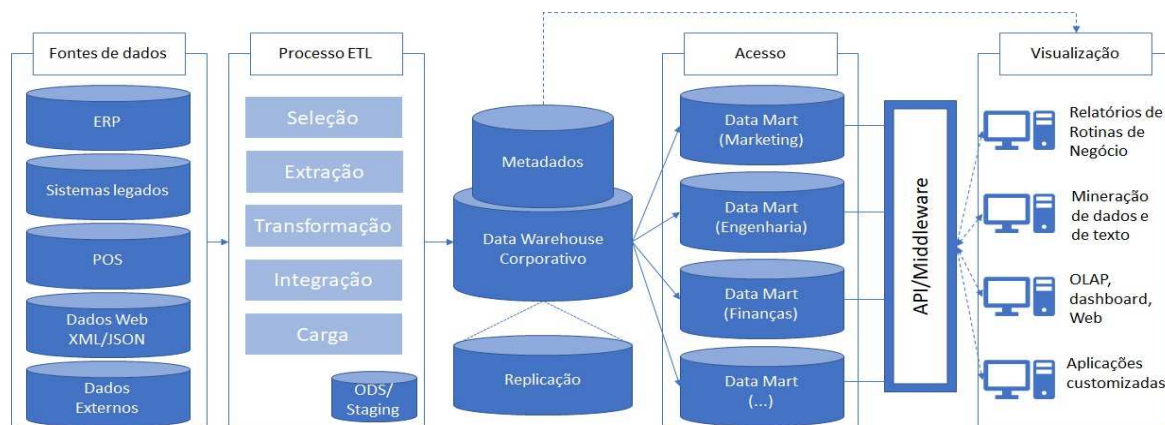 Fontes de dados
ERP
Sistemas legados
POS
Dados Web
XML/JSON
Dados
Externos
Processo ETL
Seleção
Extração
Transformação
Integração
Carga
ODS/
Staging
Metadados
Data Warehouse
Corporativo
Replicação
Acesso
Data Mart
(Marketing)
Data Mart
(Engenharia)
Data Mart
(Finanças)
Data Mart
(...)
API/Middleware
Visualização
Relatórios de
Rotinas de
Negócio
Mineração
de dados e
de texto
OLAP,
dashboard,
Web
Aplicações
customizadas